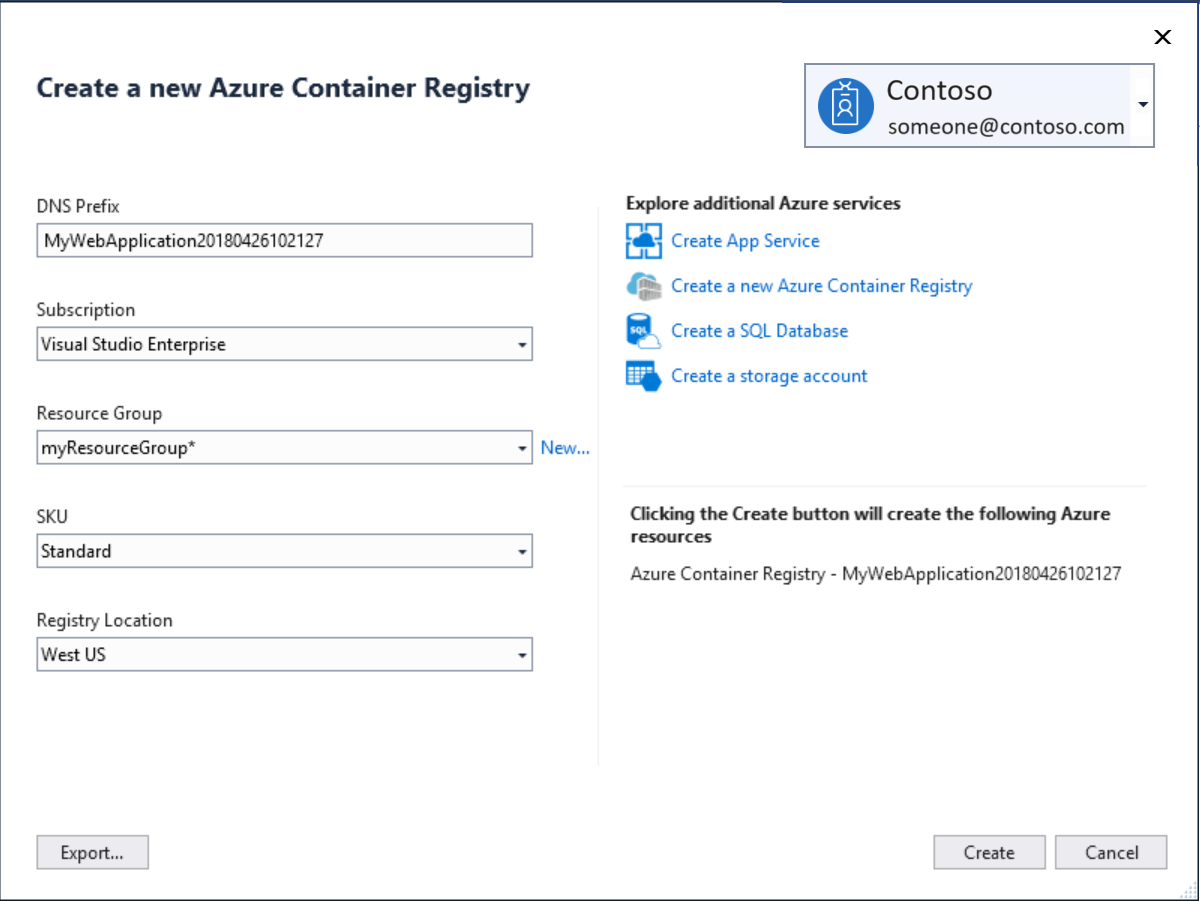 Create a new Azure Container Registry
Contoso
someone@contoso.com
DNS Prefix
MyWebApplication20180426102127
Subscription
Visual Studio Enterprise
Resource Group
myResourceGroup*
New...
SKU
Standard
Registry Location
West US
Explore additional Azure services
Create App Service
Create a new Azure Container Registry
SQL
Create a SQL Database
Create a storage account
Clicking the Create button will create the following Azure
resources
Azure Container Registry - MyWebApplication20180426102127
Export...
Create
Cancel